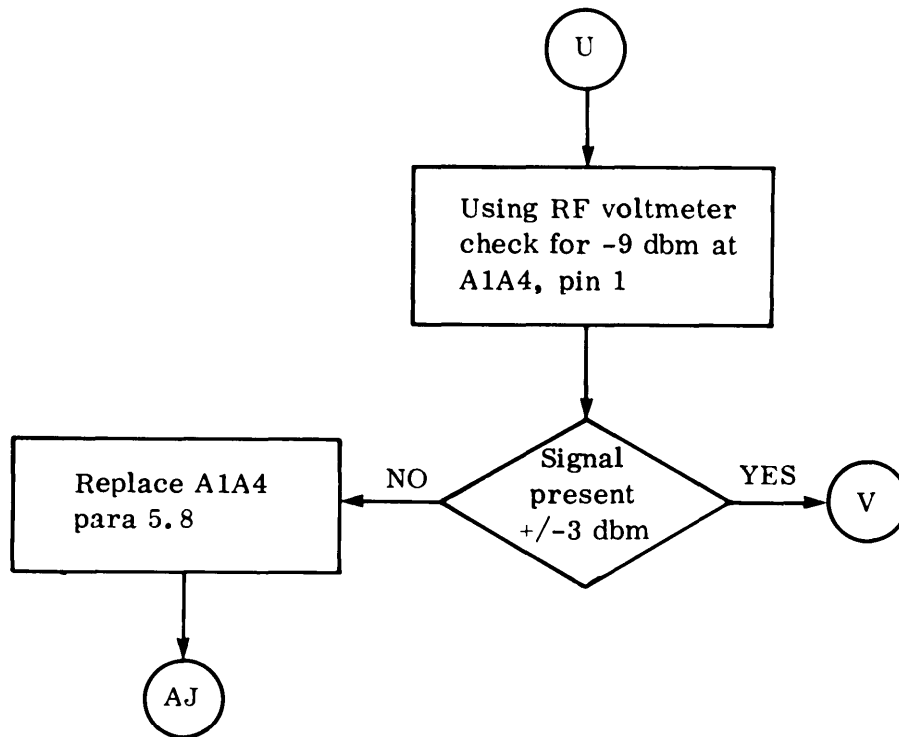 U
Using RF voltmeter
check for -9 dbm at
A1A4, pin 1
Signal
present
+/-3 dbm
NO
YES
Replace A1A4
para 5.8
V
AJ